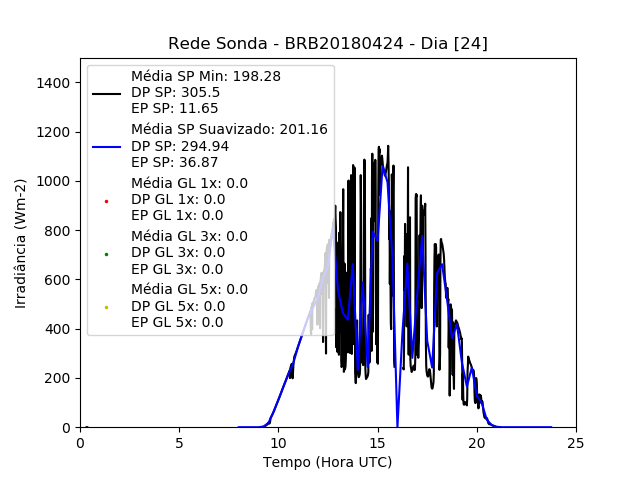 Rede Sonda - BRB20180424 - Dia [24]
Média SP Min: 198.28
DP SP: 305.5
EP SP: 11.65
Média SP Suavizado: 201.16
DP SP: 294.94
EP SP: 36.87
Média GL 1x: 0.0
DP GL 1x: 0.0
EP GL 1x: 0.0
Média GL 3x: 0.0
DP GL 3x: 0.0
EP GL 3x: 0.0
Média GL 5x: 0.0
DP GL 5x: 0.0
EP GL 5x: 0.0
Irradiância (Wm-2)
1400
1200
1000
800
600
400
200
0
0 5 10 15 20 25
Tempo (Hora UTC)